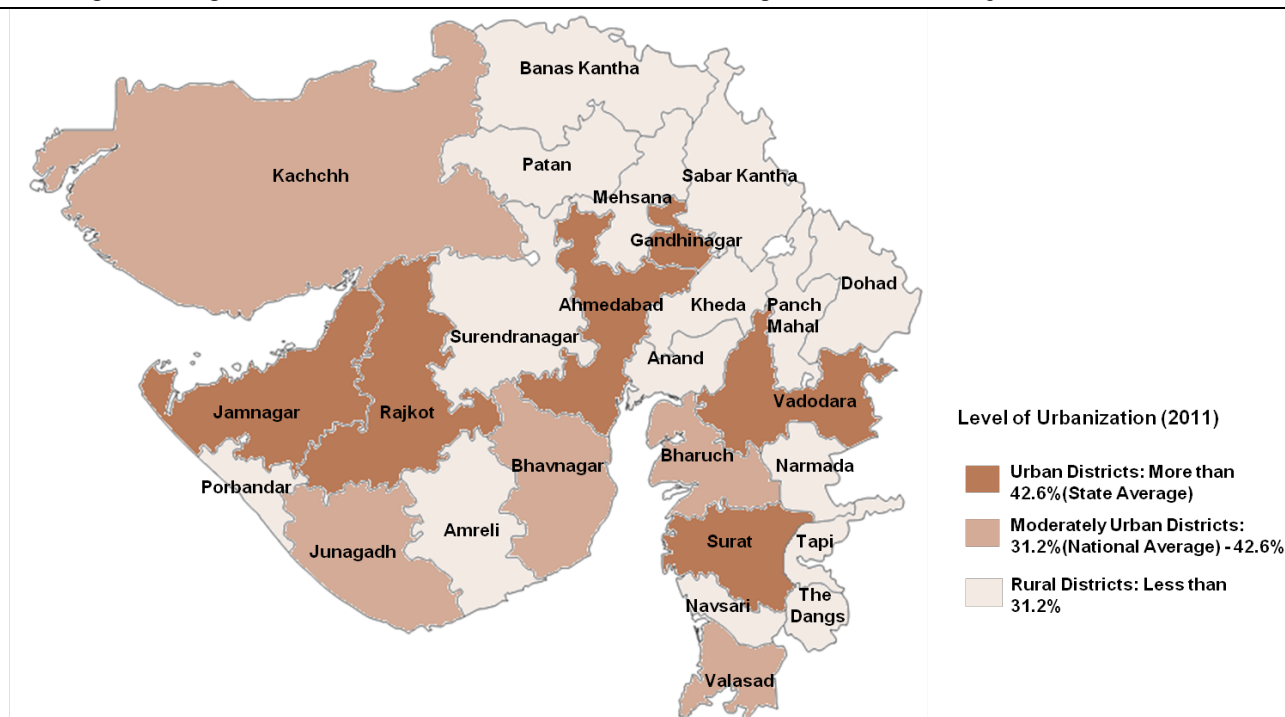 Banas Kantha
Patan
Kachchh
Sabar Kantha
Mehsana
Gandhinagar
Dohad
Ahmedabad
Kheda
Panch
Mahal
Surendranagar
Anand
Jamnagar
Rajkot
Vadodara
Bharuch
Bhavnagar
Narmada
Porbandar
Amreli
Junagadh
Surat
Tapi
Navsari
The
Dangs
Valasad
Level of Urbanization (2011)
Urban Districts: More than
42.6%(State Average)
Moderately Urban Districts:
31.2%(National Average) - 42.6%
Rural Districts: Less than
31.2%